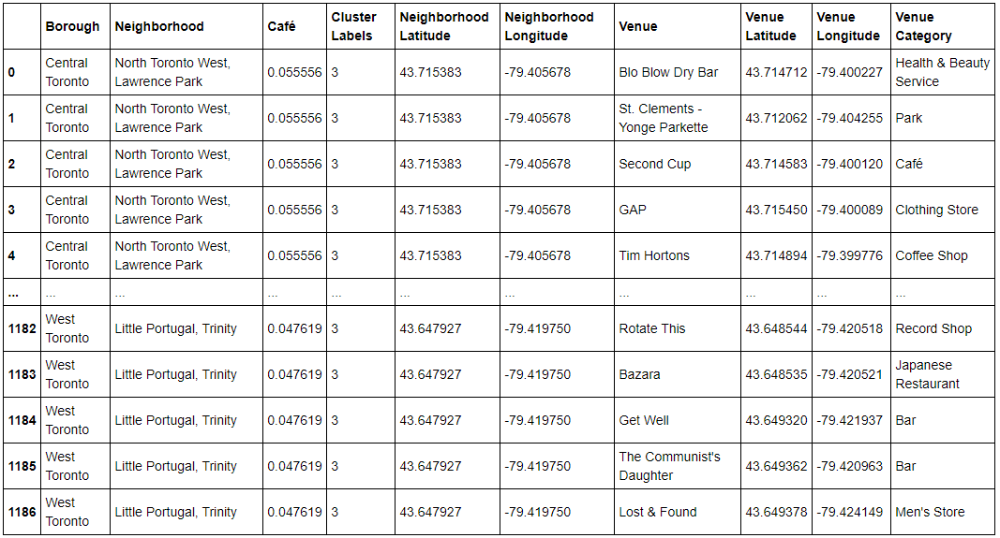 Borough Neighborhood Café Cluster Labels Neighborhood Latitude Neighborhood Longitude Venue Venue Latitude Venue Longitude Venue Category
0 Central Toronto North Toronto West, Lawrence Park 0.055556 3 43.715383 -79.405678 Blo Blow Dry Bar 43.714712 -79.400227 Health & Beauty Service
1 Central Toronto North Toronto West, Lawrence Park 0.055556 3 43.715383 -79.405678 St. Clements - Yonge Parkette 43.712062 -79.404255 Park
2 Central Toronto North Toronto West, Lawrence Park 0.055556 3 43.715383 -79.405678 Second Cup 43.714583 -79.400120 Café
3 Central Toronto North Toronto West, Lawrence Park 0.055556 3 43.715383 -79.405678 GAP 43.715450 -79.400089 Clothing Store
4 Central Toronto North Toronto West, Lawrence Park 0.055556 3 43.715383 -79.405678 Tim Hortons 43.714894 -79.399776 Coffee Shop
... ... ... ... ... ... ... ... ... ... ...
1182 West Toronto Little Portugal, Trinity 0.047619 3 43.647927 -79.419750 Rotate This 43.648544 -79.420518 Record Shop
1183 West Toronto Little Portugal, Trinity 0.047619 3 43.647927 -79.419750 Bazara 43.648535 -79.420521 Japanese Restaurant
1184 West Toronto Little Portugal, Trinity 0.047619 3 43.647927 -79.419750 Get Well 43.649320 -79.421937 Bar
1185 West Toronto Little Portugal, Trinity 0.047619 3 43.647927 -79.419750 The Communist's Daughter 43.649362 -79.420963 Bar
1186 West Toronto Little Portugal, Trinity 0.047619 3 43.647927 -79.419750 Lost & Found 43.649378 -79.424149 Men's Store